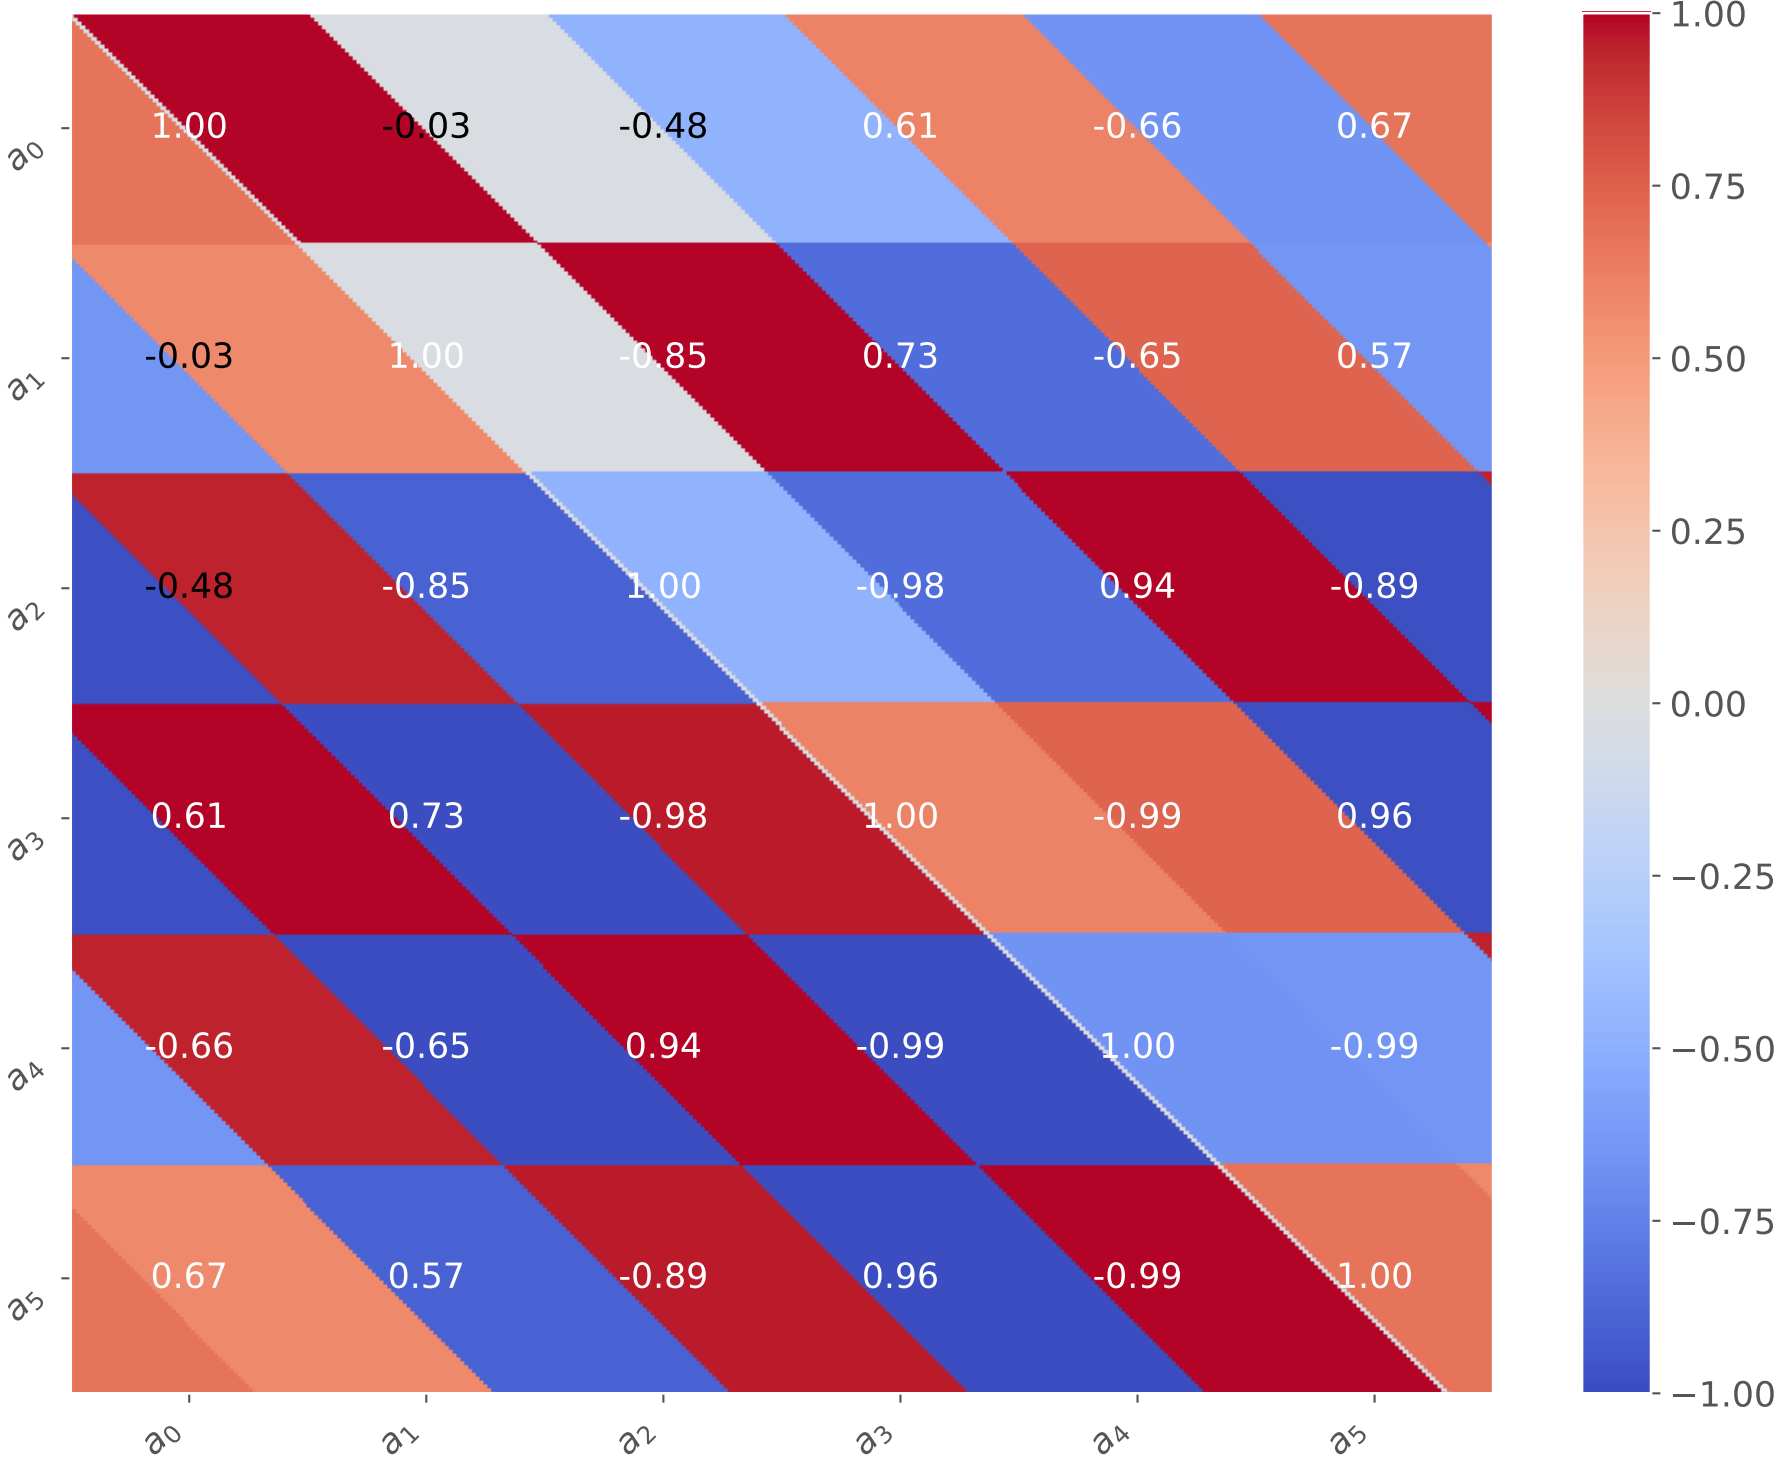 1.00
a0 1.00 -0.03 -0.48 0.61 -0.66 0.67
0.75
a1 -0.03 1.00 -0.85 0.73 -0.65 0.57
0.50
0.25
a2 -0.48 -0.85 1.00 -0.98 0.94 -0.89
0.00
a3 0.61 0.73 -0.98 1.00 -0.99 0.96
−0.25
a4 -0.66 -0.65 0.94 -0.99 1.00 -0.99
−0.50
−0.75
a5 0.67 0.57 -0.89 0.96 -0.99 1.00
−1.00
a0 a1 a2 a3 a4 a5